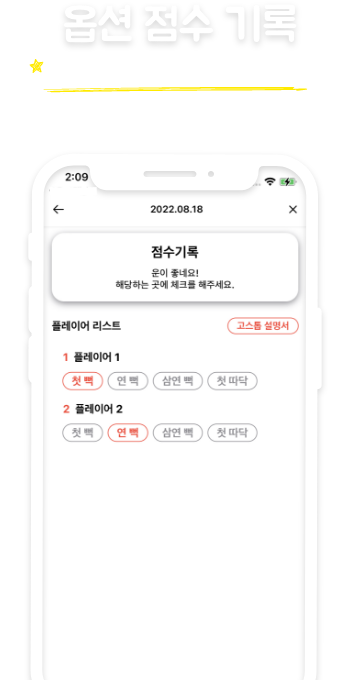 옵션 점수 기록
2:09
2022.08.18
점수기록
운이 좋네요!
해당하는 곳에 체크를 해주세요.
플레이어 리스트
고스톱 설명서
1 플레이어 1
첫 뻑 연 뻑 삼연 뻑 첫 따닥
2 플레이어 2
첫 뻑 연 뻑 삼연 뻑 첫 따닥